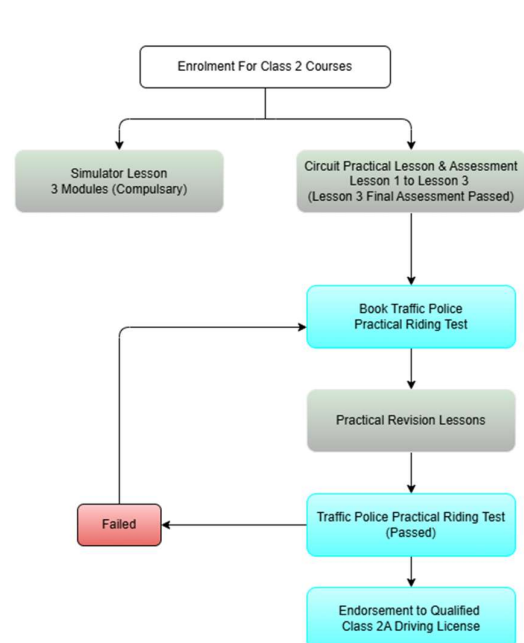 Enrolment For Class 2 Courses
Simulator Lesson
3 Modules (Compulsary)
Circuit Practical Lesson & Assessment
Lesson 1 to Lesson 3
(Lesson 3 Final Assessment Passed)
Book Traffic Police
Practical Riding Test
Practical Revision Lessons
Failed
Traffic Police Practical Riding Test
(Passed)
Endorsement to Qualified
Class 2A Driving License